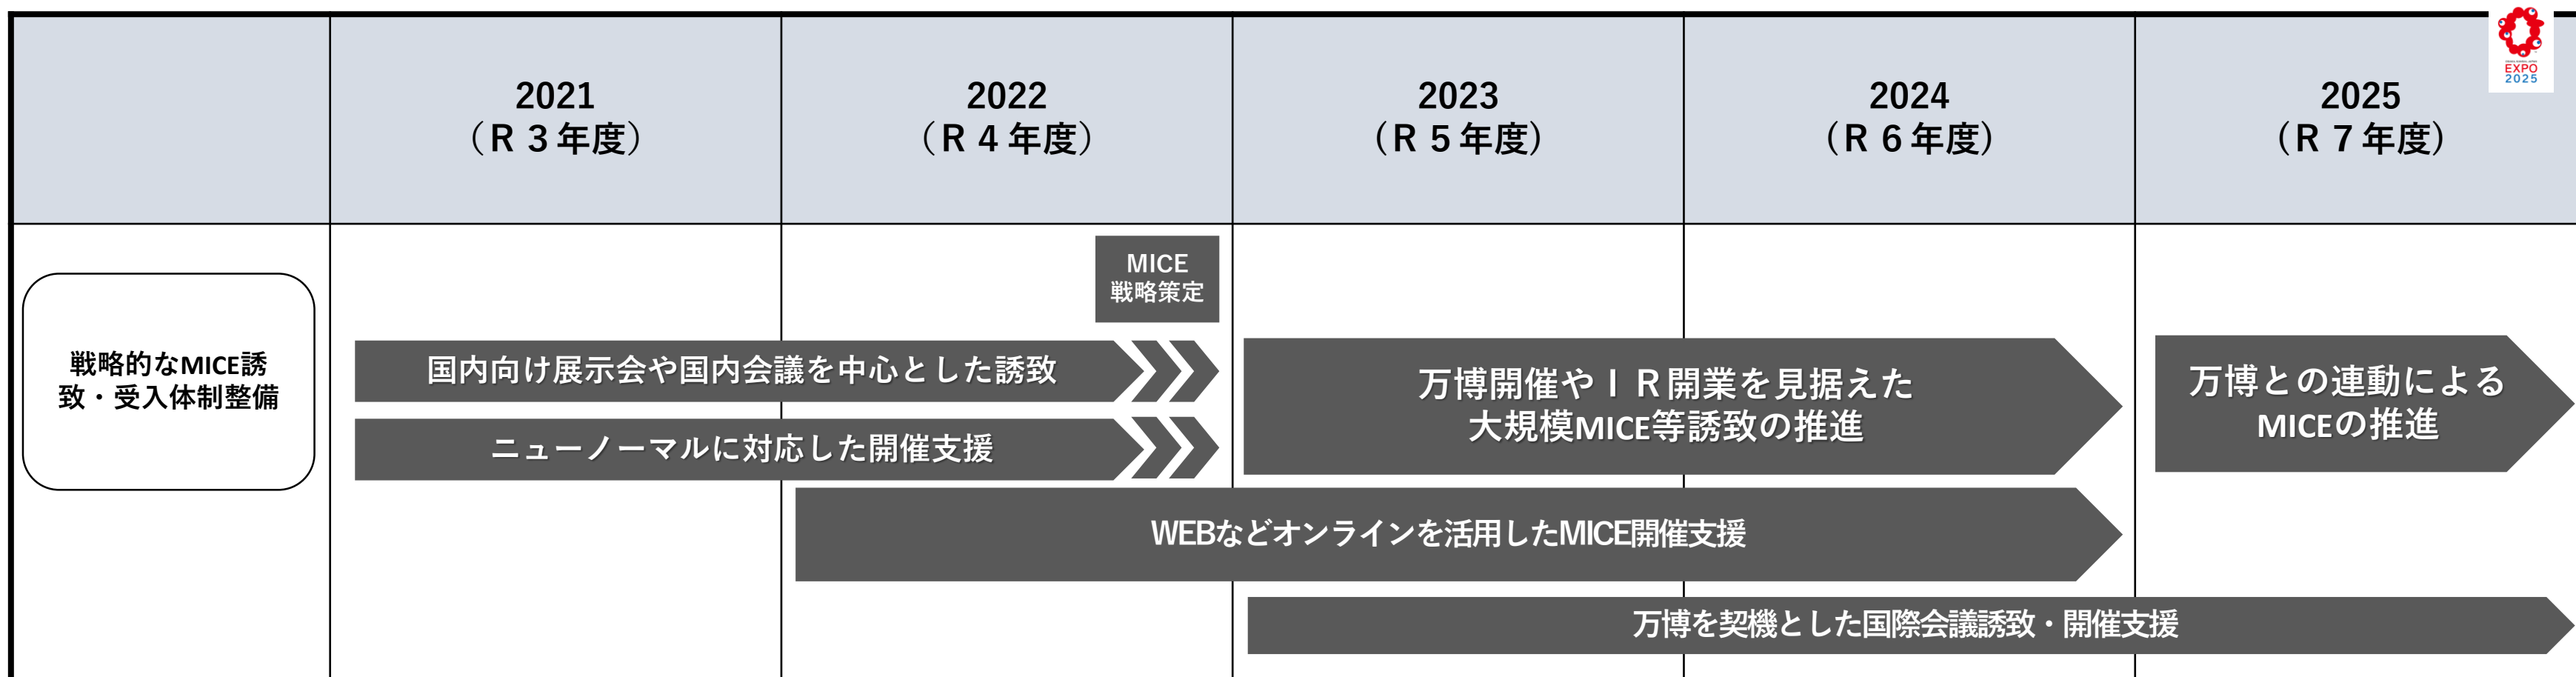 2021
（Ｒ３年度）
2022
（Ｒ４年度）
2023
（Ｒ５年度）
2024
（Ｒ６年度）
2025
（Ｒ７年度）
EXPO
2025
MICE
戦略策定
戦略的なMICE誘
致・受入体制整備
国内向け展示会や国内会議を中心とした誘致
ニューノーマルに対応した開催支援
万博開催やＩＲ開業を見据えた
大規模MICE等誘致の推進
万博との連動による
MICEの推進
WEBなどオンラインを活用したMICE開催支援
万博を契機とした国際会議誘致・開催支援